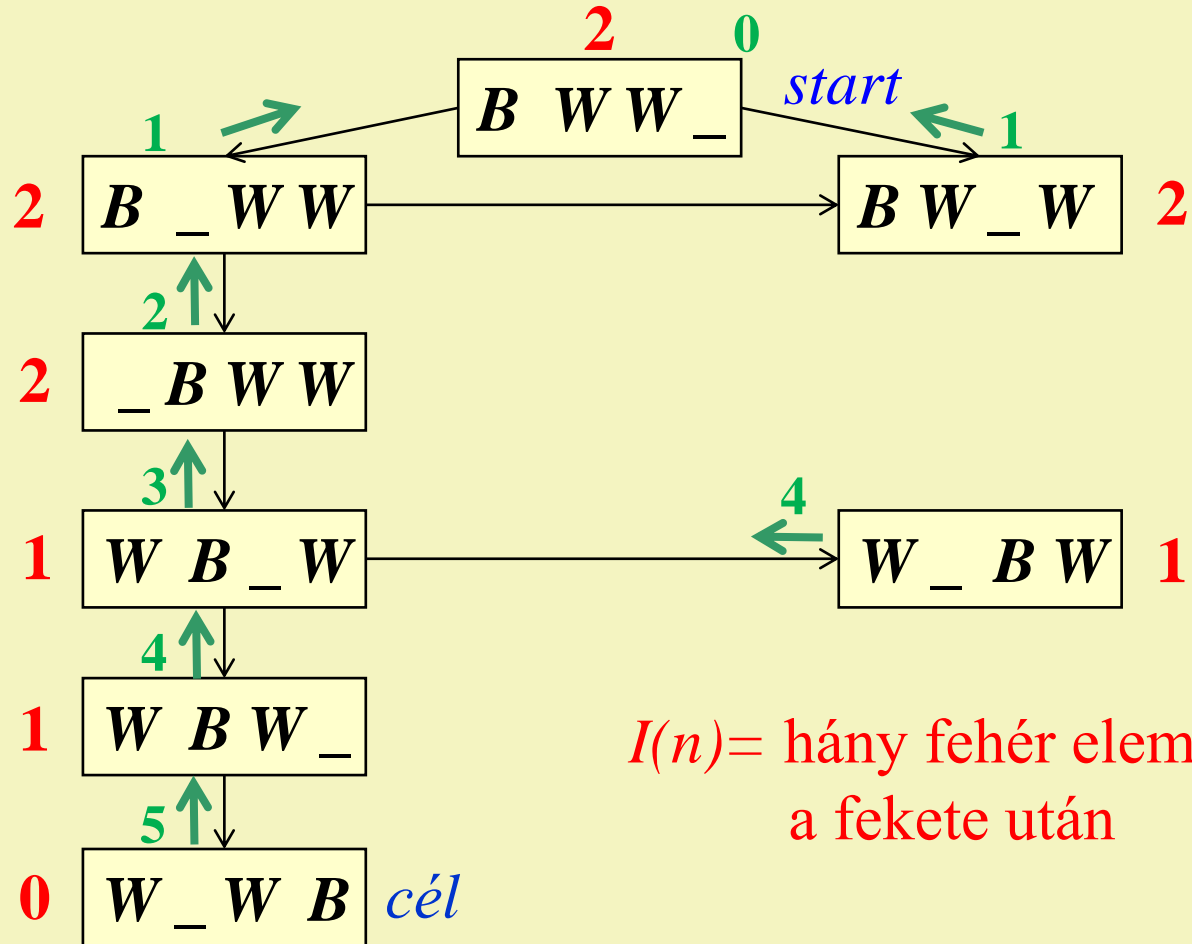 2 0
B W W _ start
1 1
2 B _ W W B W _ W 2
2
2 _ B W W
3 4
1 W B _ W W _ B W 1
4
1 W B W _
I(n)= hány fehér elem
a fekete után
5
0 W _ W B cél